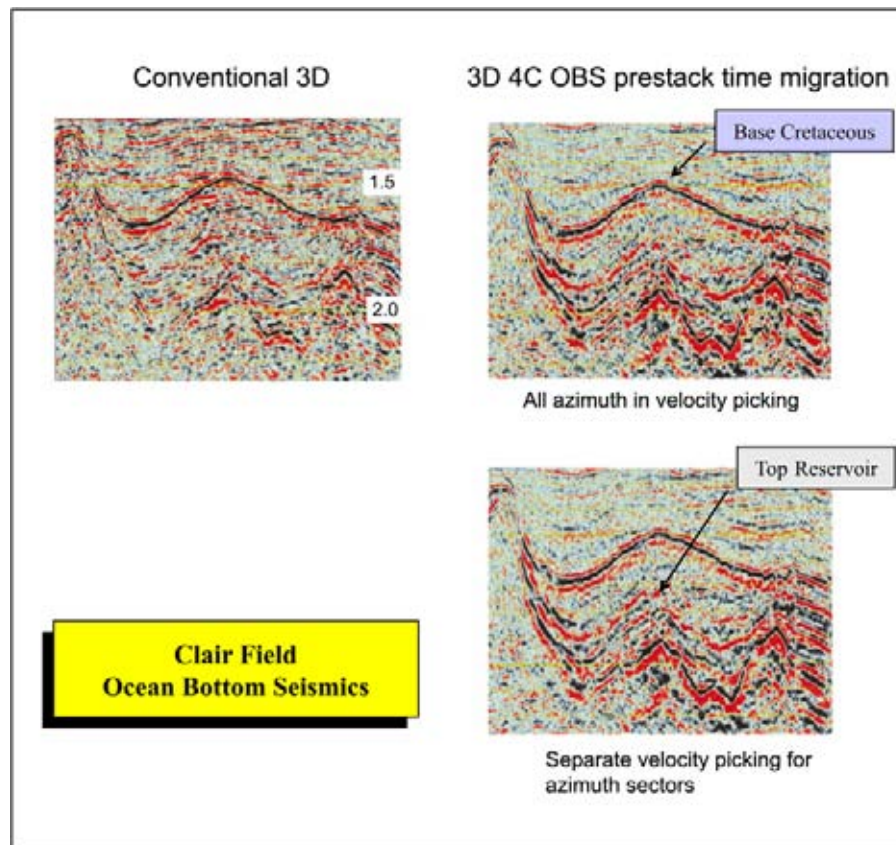 Conventional 3D
3D 4C OBS prestack time migration
Base Cretaceous
1.5
2.0
All azimuth in velocity picking
Top Reservoir
Clair Field
Ocean Bottom Seismics
Separate velocity picking for
azimuth sectors